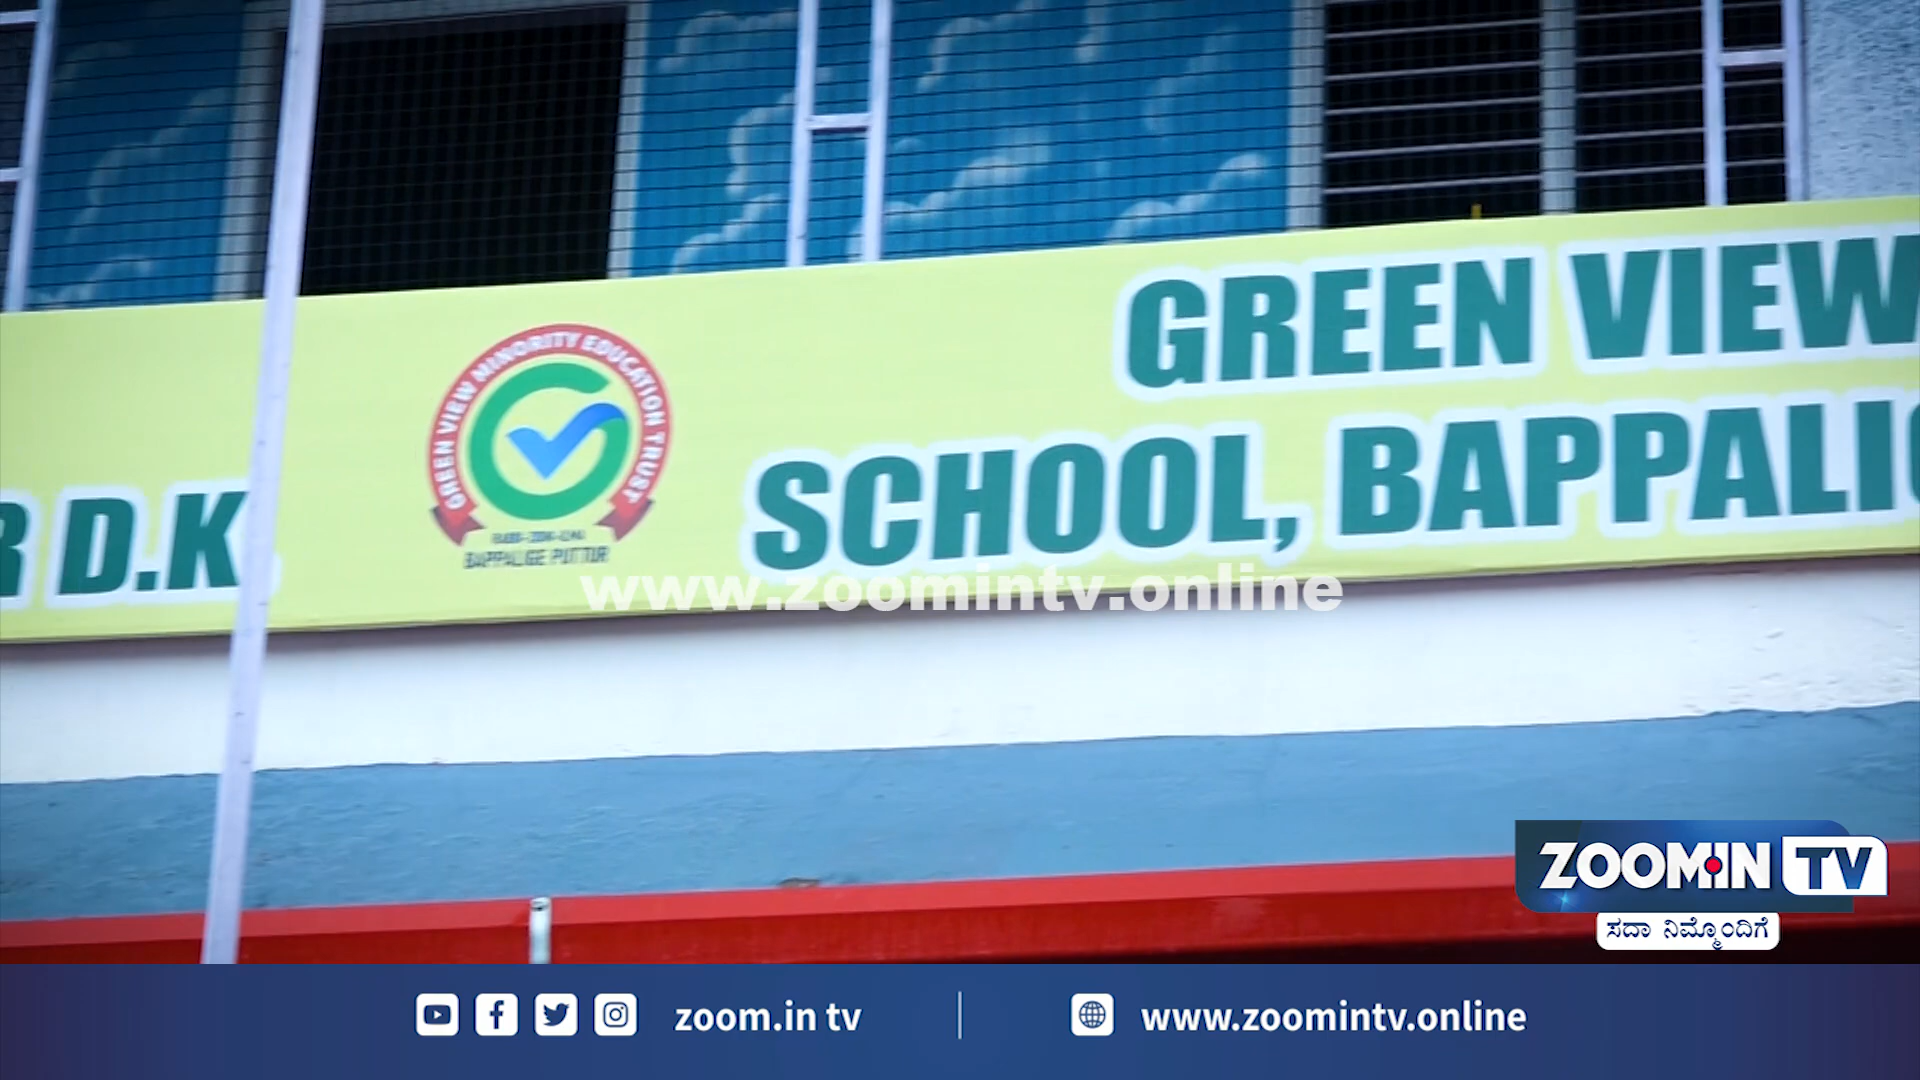 GREEN VIEW
R D.K.
SCHOOL, BAPPALIG
GREEN VIEW MINORITY EDUCATION TRUST
BAPPALIGE PUTTUR
www.zoomintv.online
ZOOMIN TV
ಸದಾ ನಿಮ್ಮೊಂದಿಗೆ
zoom.in tv
www.zoomintv.online